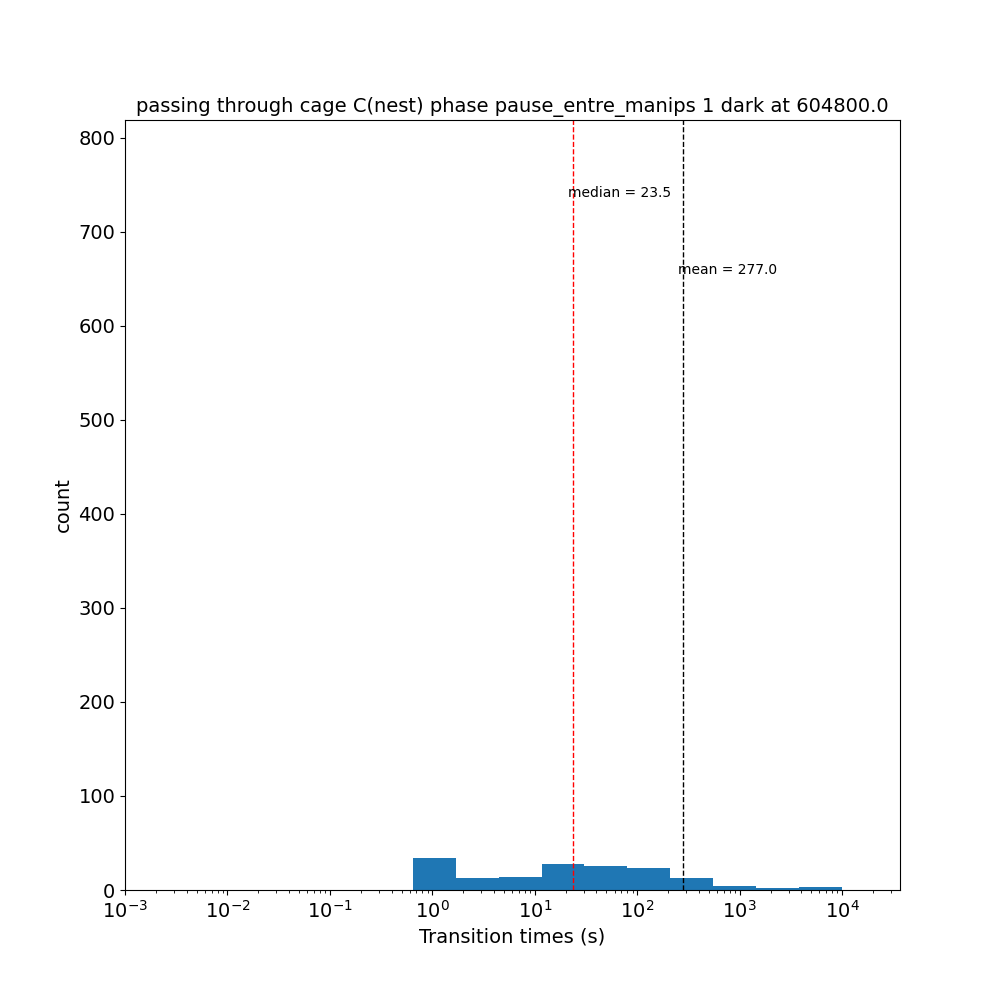 passing through cage C(nest) phase pause_entre_manips 1 dark at 604800.0
800
median = 23.5
700
mean = 277.0
600
500
count
400
300
200
100
0
10⁻³ 10⁻² 10⁻¹ 10⁰ 10¹ 10² 10³ 10⁴
Transition times (s)